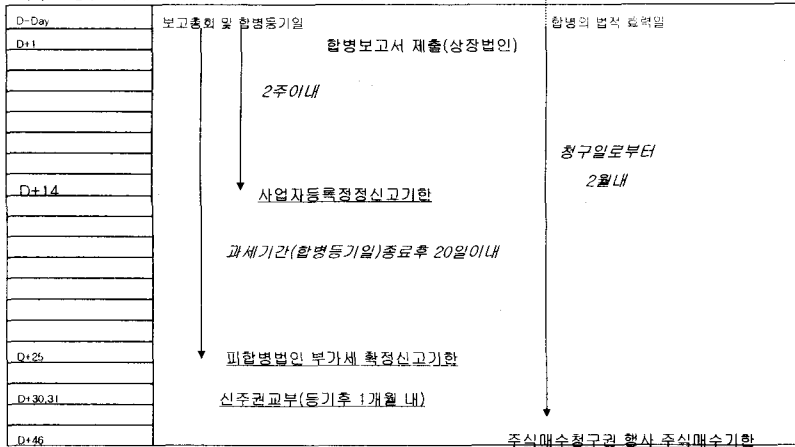 D-Day 보고총회 및 합병등기일 합병의 법적 효력일
D+1 합병보고서 제출(상장법인)
2주이내
청구일로부터
2월내
D+14 사업자등록정정신고기한
과세기간(합병등기일)종료후 20일이내
D+25 피합병법인 부가세 확정신고기한
D+30,31 신주권교부(등기후 1개월 내)
D+46 주식매수청구권 행사 주식매수기한